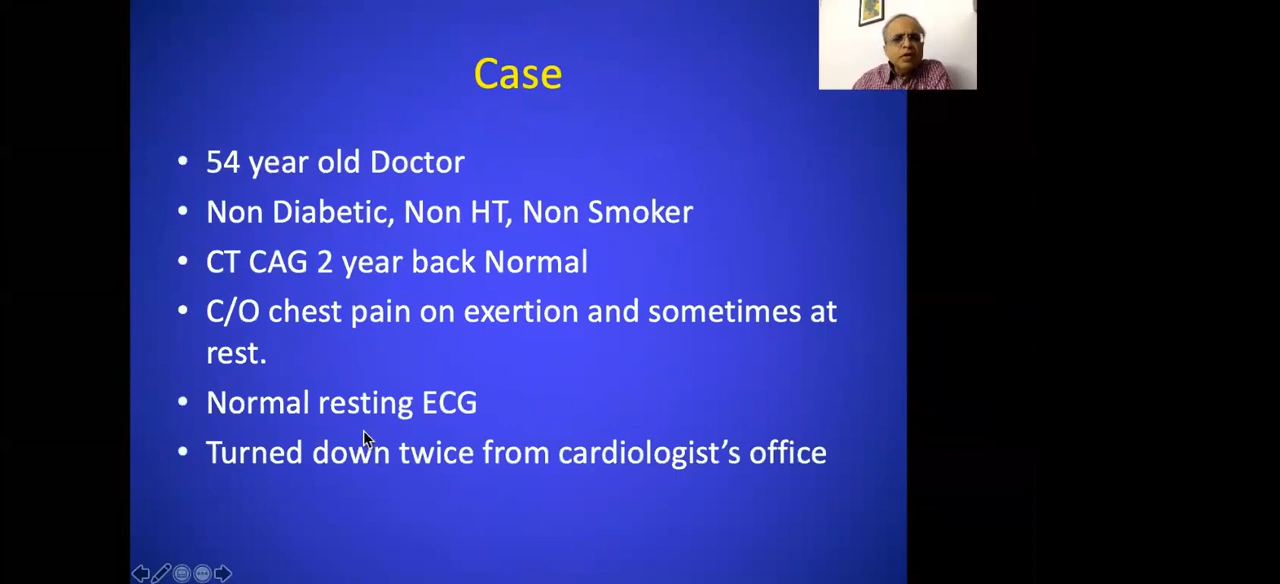 Case
• 54 year old Doctor
• Non Diabetic, Non HT, Non Smoker
• CT CAG 2 year back Normal
• C/O chest pain on exertion and sometimes at
rest.
• Normal resting ECG
• Turned down twice from cardiologist’s office